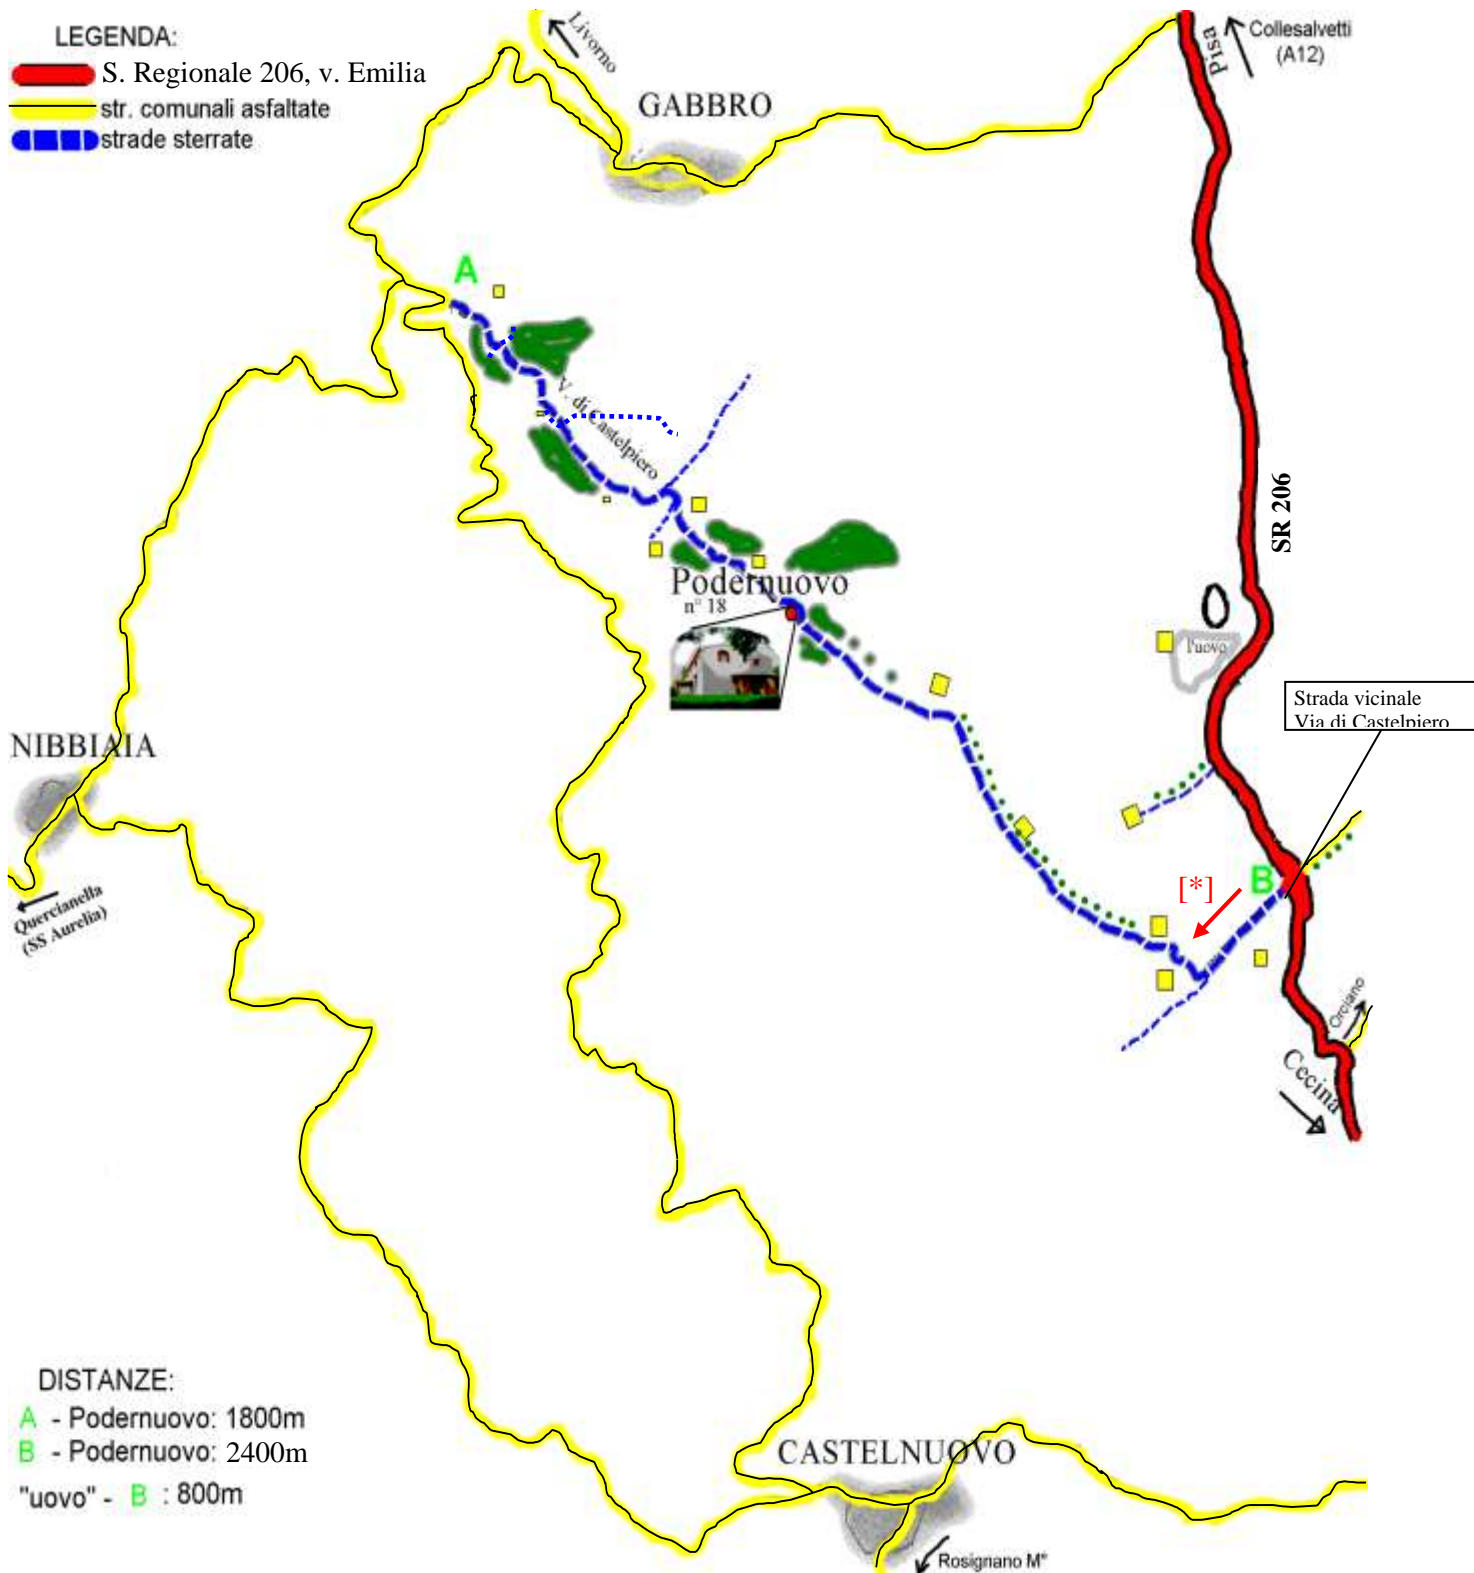 LEGENDA:
S. Regionale 206, v. Emilia
str. comunali asfaltate
strade sterrate
Livorno
GABBRO
Pisa
Collesalvetti
(A12)
A
V. di Castelpiero
SR 206
Podernuovo
n° 18
l'uovo
Strada vicinale
Via di Castelpiero
NIBBIAIA
Quercianella
(SS Aurelia)
[*]
B
Orciano
Cecina
DISTANZE:
A - Podernuovo: 1800m
B - Podernuovo: 2400m
"uovo" - B : 800m
CASTELNUOVO
Rosignano M°